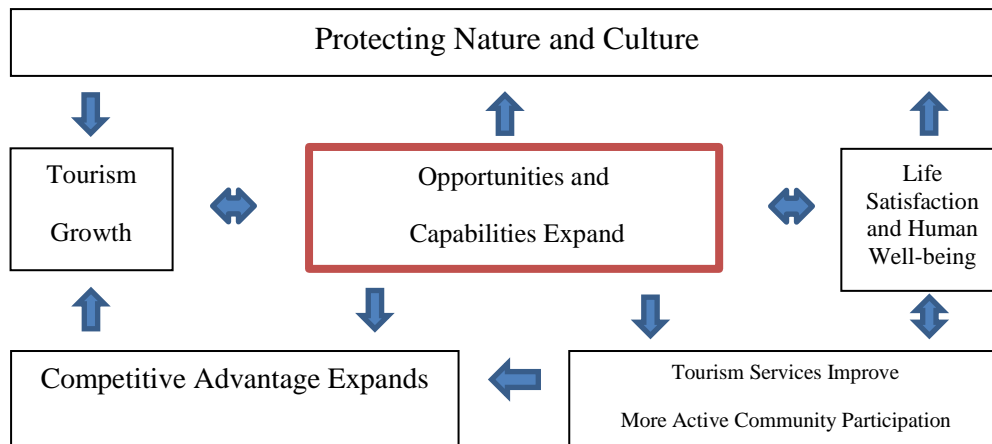 Protecting Nature and Culture
Tourism
Growth
Opportunities and
Capabilities Expand
Life
Satisfaction
and Human
Well-being
Competitive Advantage Expands
Tourism Services Improve
More Active Community Participation